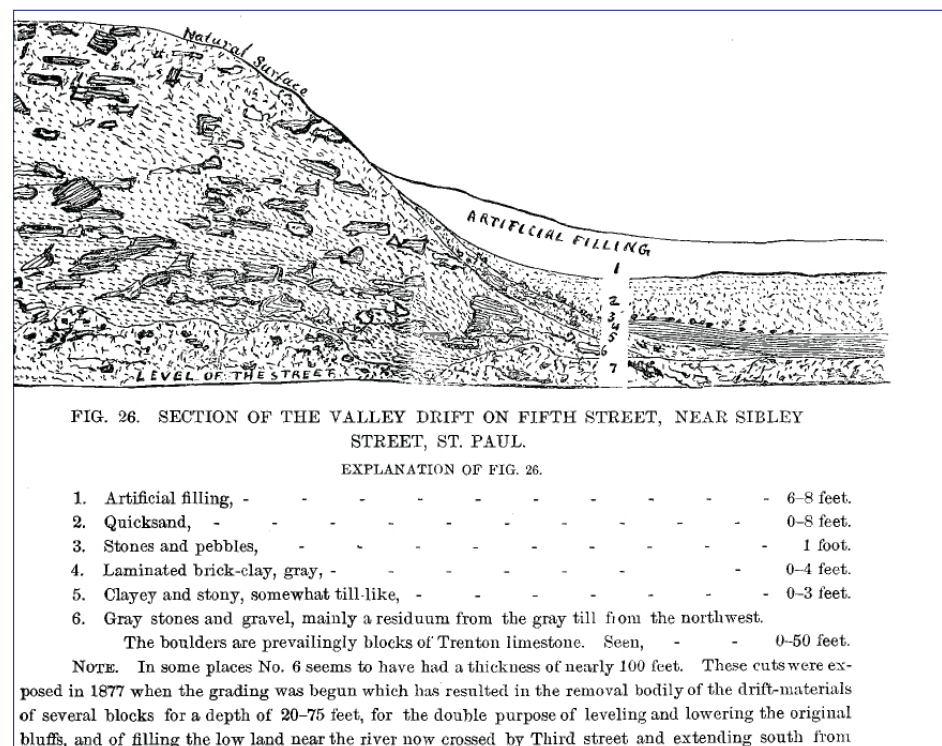 Natural Surface
ARTIFICIAL FILLING
1
2
3
4
5
6
7
LEVEL OF THE STREET
FIG. 26. SECTION OF THE VALLEY DRIFT ON FIFTH STREET, NEAR SIBLEY
STREET, ST. PAUL.
EXPLANATION OF FIG. 26.
1. Artificial filling, - - - - - - - - - - 6–8 feet.
2. Quicksand, - - - - - - - - - - 0–8 feet.
3. Stones and pebbles, - - - - - - - - - 1 foot.
4. Laminated brick-clay, gray, - - - - - - - 0–4 feet.
5. Clayey and stony, somewhat till-like, - - - - - - - 0–3 feet.
6. Gray stones and gravel, mainly a residuum from the gray till from the northwest.
The boulders are prevailingly blocks of Trenton limestone. Seen, - - 0–50 feet.
NOTE. In some places No. 6 seems to have had a thickness of nearly 100 feet. These cuts were ex-
posed in 1877 when the grading was begun which has resulted in the removal bodily of the drift-materials
of several blocks for a depth of 20–75 feet, for the double purpose of leveling and lowering the original
bluffs, and of filling the low land near the river now crossed by Third street and extending south from